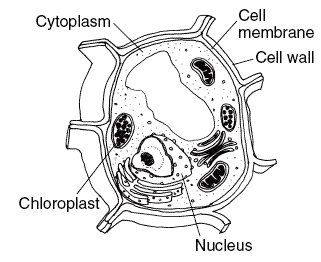 Cytoplasm
Cell
membrane
Cell wall
Chloroplast
Nucleus